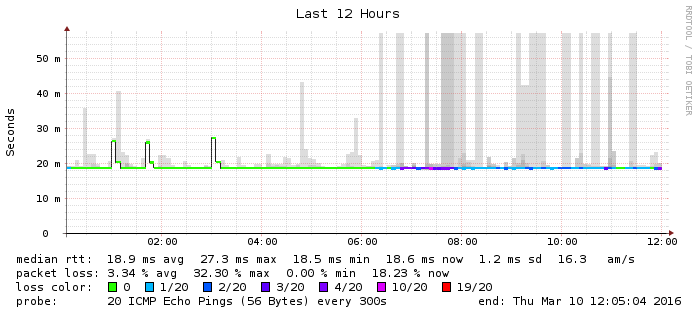 Last 12 Hours
RRDTOOL / TOBI OETIKER
Seconds
50 m
40 m
30 m
20 m
10 m
0
02:00 04:00 06:00 08:00 10:00 12:00
median rtt: 18.9 ms avg 27.3 ms max 18.5 ms min 18.6 ms now 1.2 ms sd 16.3 am/s
packet loss: 3.34 % avg 32.30 % max 0.00 % min 18.23 % now
loss color: 0 1/20 2/20 3/20 4/20 10/20 19/20
probe: 20 ICMP Echo Pings (56 Bytes) every 300s end: Thu Mar 10 12:05:04 2016